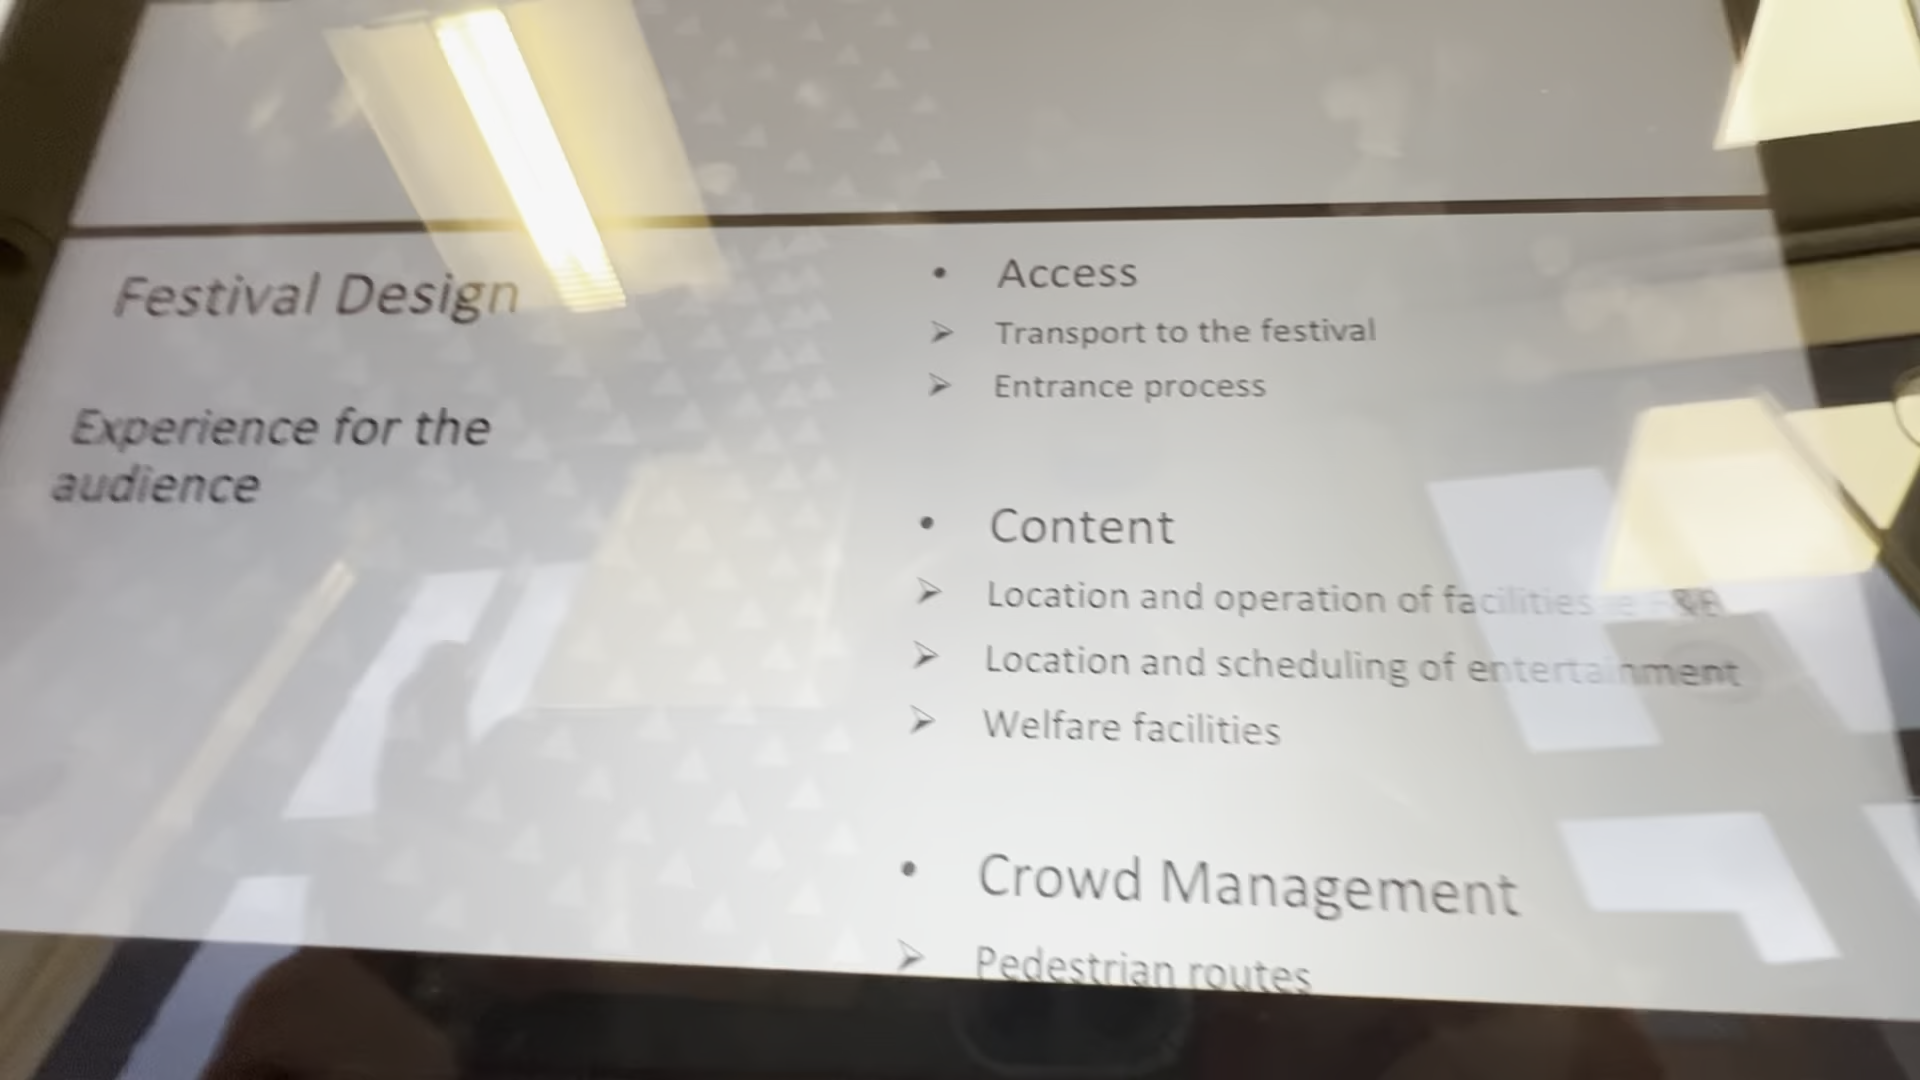 Festival Design
Experience for the
audience
• Access
➢ Transport to the festival
➢ Entrance process
• Content
➢ Location and operation of facilities
➢ Location and scheduling of entertainment
➢ Welfare facilities
• Crowd Management
➢ Pedestrian routes